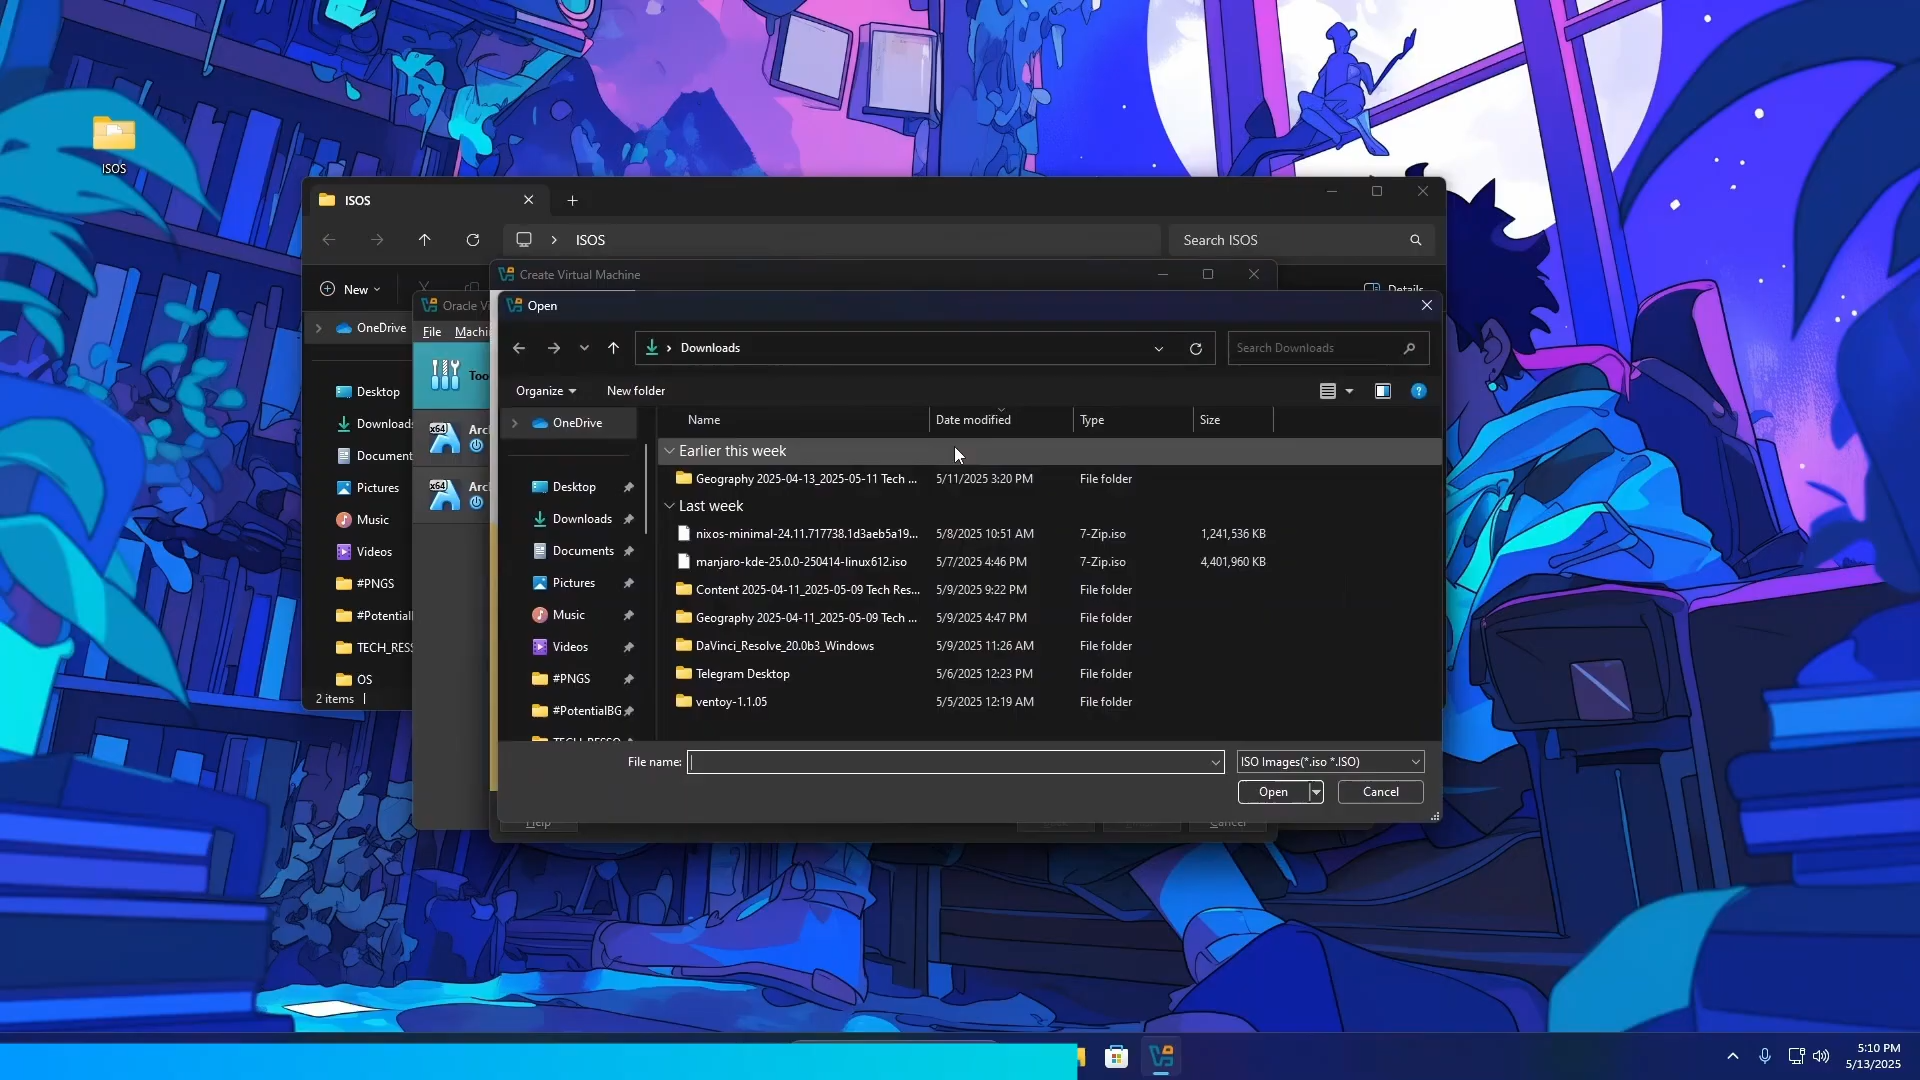 ISOS
ISOS
ISOS
Search ISOS
New
Details
OneDrive
Desktop
Documents
Pictures
Music
Videos
#PNGS
TECH_RESS
OS
2 items
File
Create Virtual Machine
Open
Downloads
Search Downloads
Organize
New folder
OneDrive
Desktop
Downloads
Documents
Pictures
Music
Videos
#PNGS
#PotentialBG
Name Date modified Type Size
Earlier this week
Geography 2025-04-13_2025-05-11 Tech ... 5/11/2025 3:20 PM File folder
Last week
nixos-minimal-24.11.717738.1d3aeb5a19... 5/8/2025 10:51 AM 7-Zip.iso 1,241,536 KB
manjaro-kde-25.0.0-250414-linux612.iso 5/7/2025 4:46 PM 7-Zip.iso 4,401,960 KB
Content 2025-04-11_2025-05-09 Tech Res... 5/9/2025 9:22 PM File folder
Geography 2025-04-11_2025-05-09 Tech ... 5/9/2025 4:47 PM File folder
DaVinci_Resolve_20.0b3_Windows 5/9/2025 11:26 AM File folder
Telegram Desktop 5/6/2025 12:23 PM File folder
ventoy-1.1.05 5/5/2025 12:19 AM File folder
File name:
ISO Images(*.iso *.ISO)
Open
Cancel
Help
Cancel
5:10 PM
5/13/2025